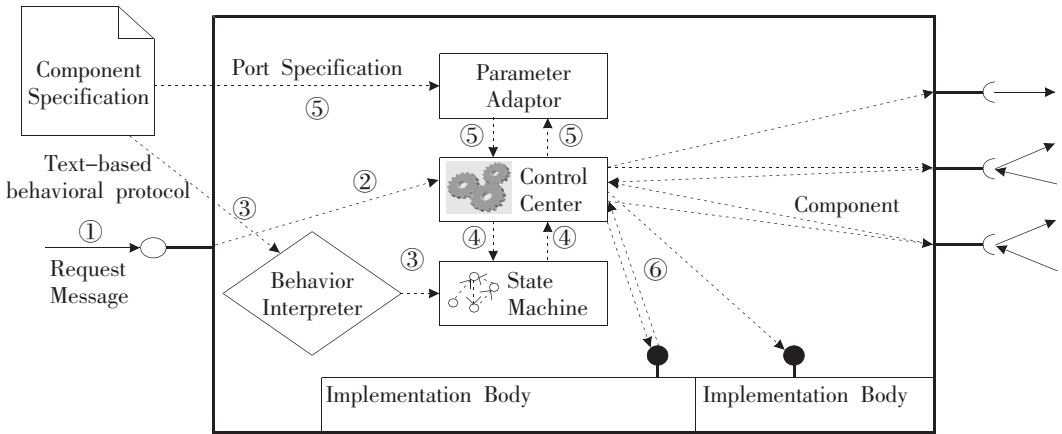 Component
Specification
Port Specification
⑤
Parameter
Adaptor
⑤
⑤
Text-based
behavioral protocol
②
Control
Center
Component
③
①
④
④
Request
Message
Behavior
Interpreter
③
State
Machine
⑥
Implementation Body
Implementation Body